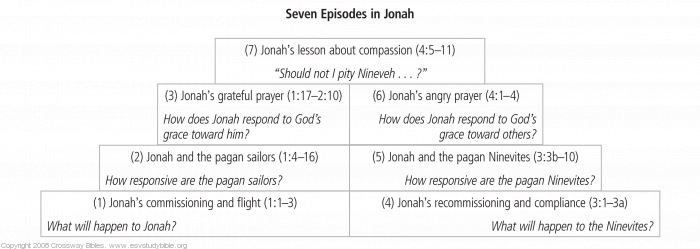 Seven Episodes in Jonah
(7) Jonah's lesson about compassion (4:5–11)
“Should not I pity Nineveh . . . ?”
(3) Jonah's grateful prayer (1:17–2:10)
How does Jonah respond to God's
grace toward him?
(6) Jonah's angry prayer (4:1–4)
How does Jonah respond to God's
grace toward others?
(2) Jonah and the pagan sailors (1:4–16)
How responsive are the pagan sailors?
(5) Jonah and the pagan Ninevites (3:3b–10)
How responsive are the pagan Ninevites?
(1) Jonah's commissioning and flight (1:1–3)
What will happen to Jonah?
(4) Jonah's recommissioning and compliance (3:1–3a)
What will happen to the Ninevites?
Copyright 2005 Crossway Bibles. www.esvstudybible.org